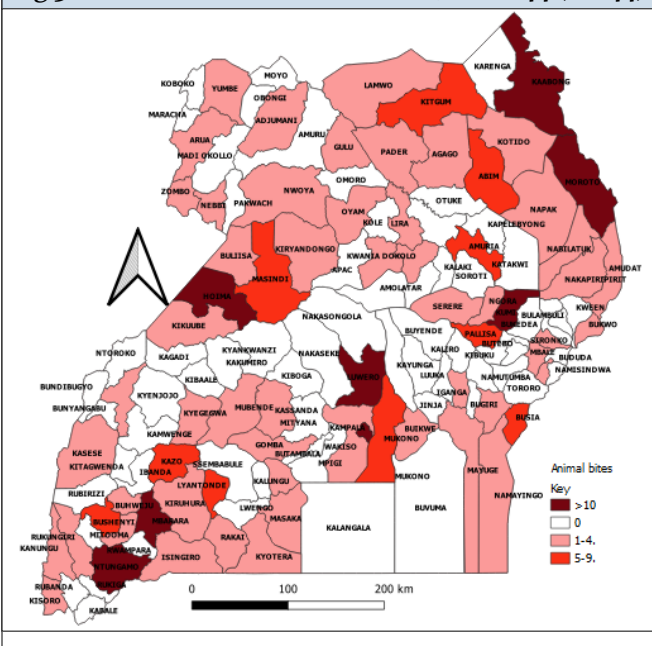 KARENGA
KAABONG
MOYO
KOBOKO
YUMBE
LAMWO
OBONGI
KITGUM
MARACHA
ADJUMANI
AMURU
ARUA
GULU
PADER
AGAGO
KOTIDO
MADI OKOLLO
ABIM
MOROTO
OMORO
ZOMBO
NEBBI
PAKWACH
NWOYA
OTUKE
NAPAK
OYAM
KOLE
LIRA
KAPELEBYONG
BULIISA
KIRYANDONGO
AMURIA
NABILATUK
KWANIA
DOKOLO
APAC
KALAKI
KATAKWI
AMUDAT
MASINDI
SOROTI
NAKAPIRIPIRIT
AMOLATAR
HOIMA
SERERE
NGORA
KUMI
KWEEN
NAKASONGOLA
BULAMBULI
BUKWO
KIKUUBE
BUYENDE
PALLISA
BUKEDEA
SIRONKO
BUTEBO
NTOROKO
KAGADI
KYANKWANZI
NAKASEKE
KALIRO
KIBUKU
MBALE
BUDUDA
KAKUMIRO
KAYUNGA
NAMISINDWA
BUNDIBUGYO
KIBAALE
KIBOGA
LUWERO
LUUKA
NAMUTUMBA
TORORO
BUNYANGABU
KYENJOJO
IGANGA
KYEGEGWA
MUBENDE
KASSANDA
JINJA
BUGIRI
MITYANA
BUSIA
KAMWENGE
KAMPALA
BUIKWE
MUKONO
KASESE
GOMBA
WAKISO
BUTAMBALA
KITAGWENDA
KAZO
SSEMBABULE
MPIGI
IBANDA
MAYUGE
MUKONO
RUBIRIZI
LYANTONDE
KALUNGU
NAMAYINGO
BUHWEJU
KIRUHURA
LWENGO
BUVUMA
BUSHENYI
MBARARA
MASAKA
KALANGALA
RUKUNGIRI
MITOOMA
RAKAI
KANUNGU
RWAMPARA
ISINGIRO
KYOTERA
NTUNGAMO
RUBANDA
RUKIGA
KISORO
KABALE
0 100 200 km
Animal bites
Key
>10
0
1-4.
5-9.